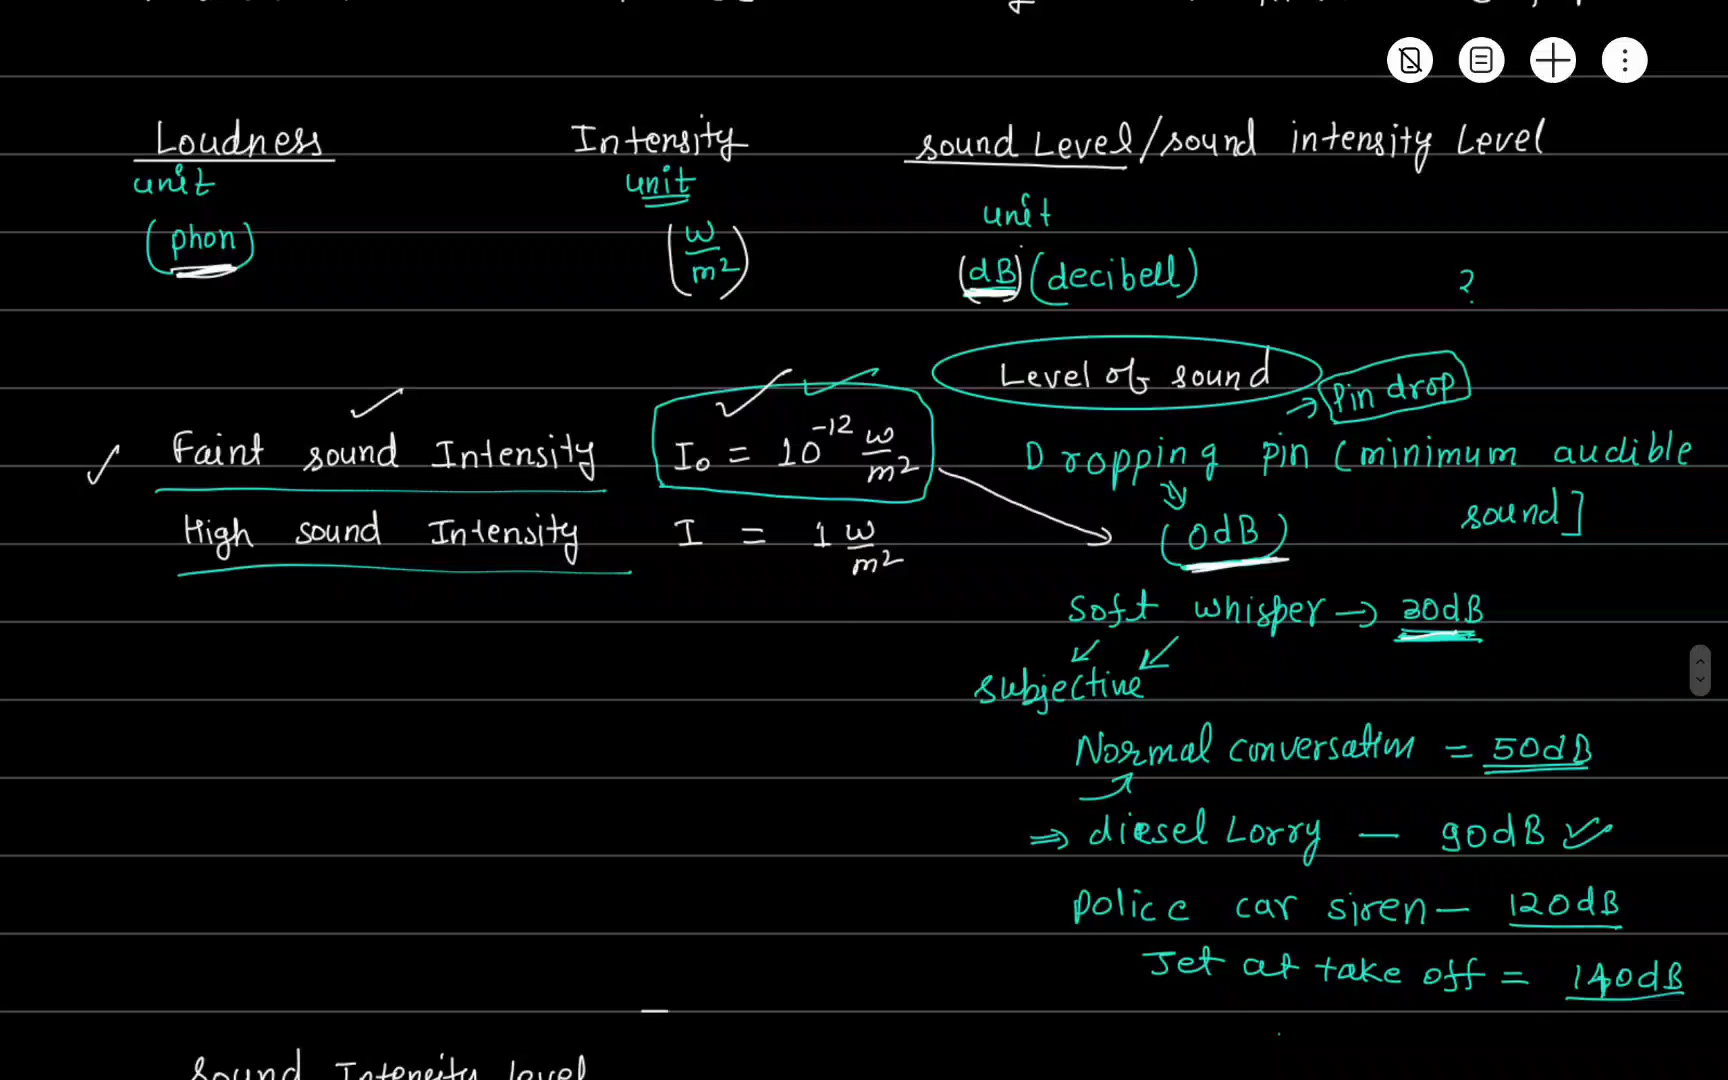 Loudness Intensity sound Level/sound intensity Level
unit unit unit
(phon) (w/m²) (dB) (decibell) ?
Level of sound
→ Pin drop
Faint sound Intensity I₀ = 10⁻¹² w/m² Dropping pin (minimum audible
sound]
High sound Intensity I = 1 w/m² (0dB)
Soft whisper → 30dB
subjective
Normal conversation = 50dB
⇒ diesel Lorry — 90dB
police car siren — 120dB
Jet at take off = 140dB
sound Intensity level